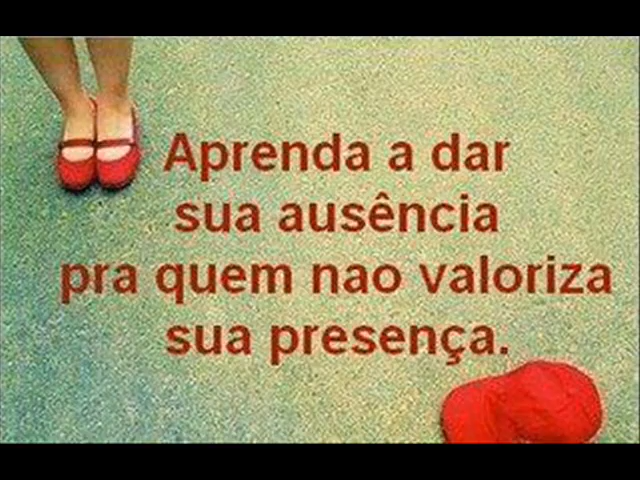 Aprenda a dar
sua ausência
pra quem nao valoriza
sua presença.